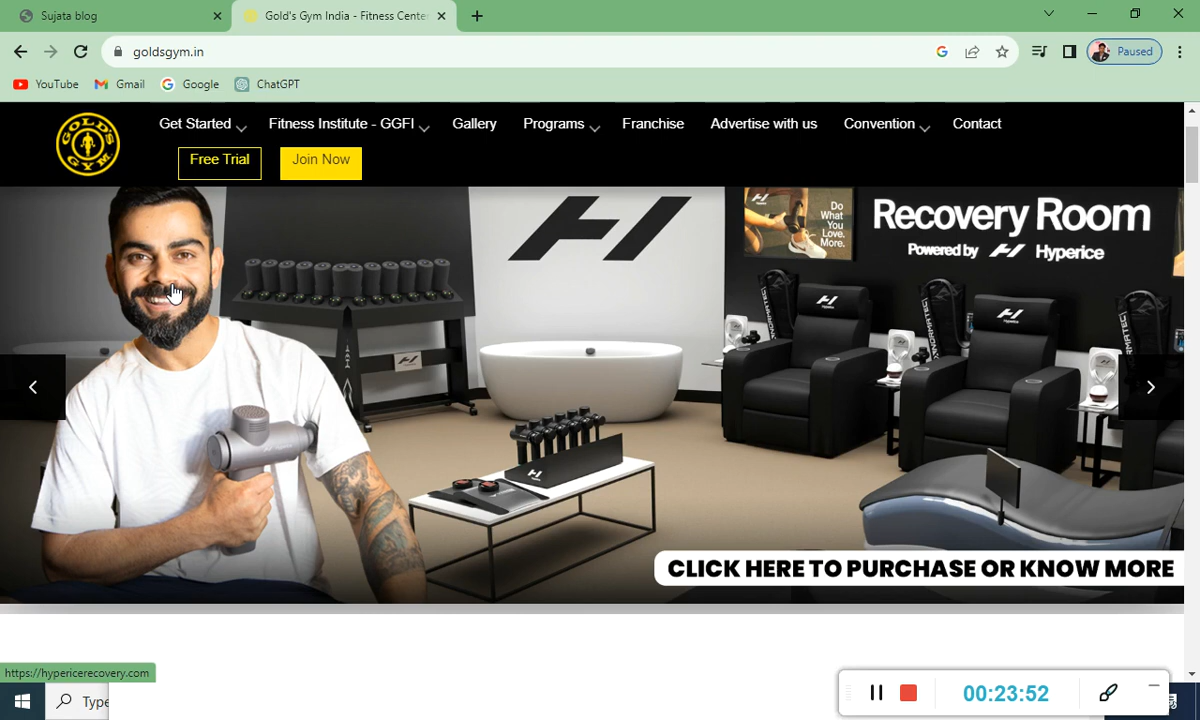 Sujata blog
Gold's Gym India - Fitness Center
goldsgym.in
Paused
YouTube
Gmail
Google
ChatGPT
GOLD'S
GYM
Get Started
Fitness Institute - GGFI
Gallery
Programs
Franchise
Advertise with us
Convention
Contact
Free Trial
Join Now
Do
What
You
Love.
More.
Recovery Room
Powered by Hyperice
CLICK HERE TO PURCHASE OR KNOW MORE
https://hypericerecovery.com
Type
00:23:52